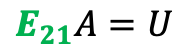 E₂₁A = U